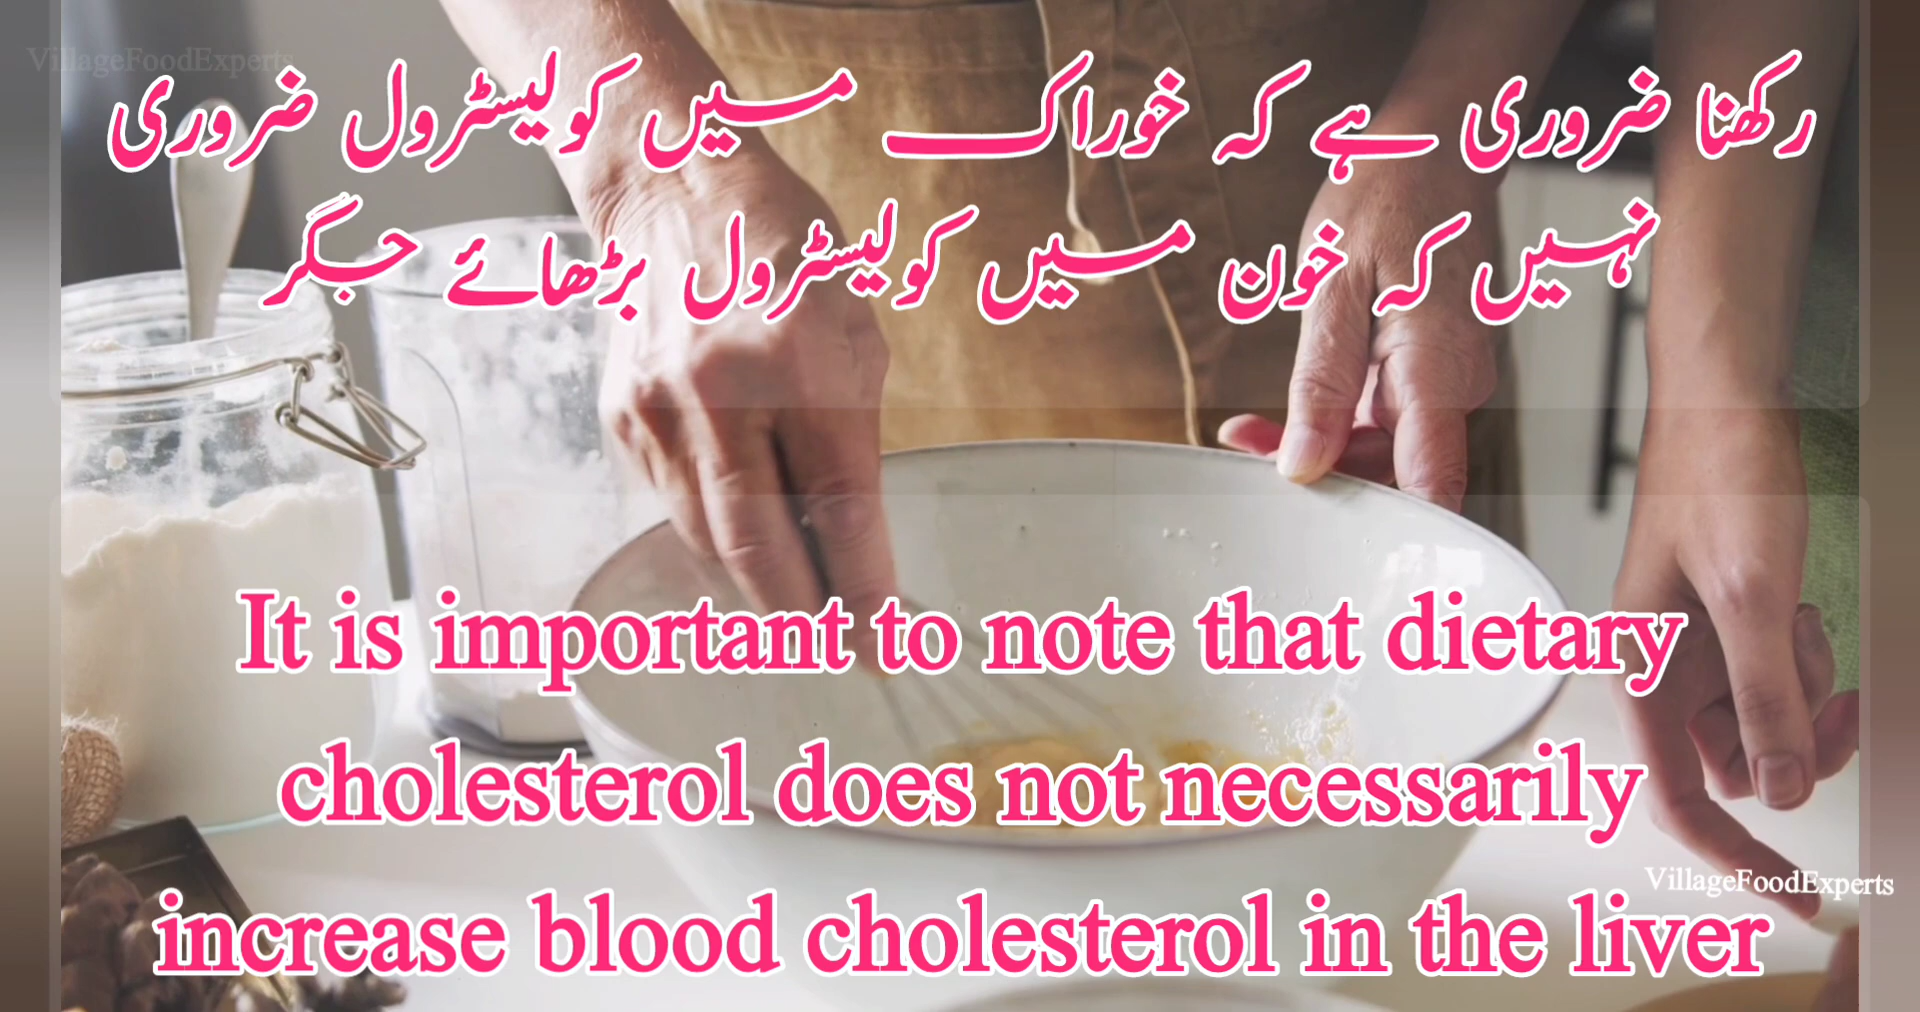 VillageFoodExperts
رکھنا ضروری ہے کہ خوراک میں کولیسٹرول ضروری
نہیں کہ خون میں کولیسٹرول بڑھائے جگر
It is important to note that dietary
cholesterol does not necessarily
VillageFoodExperts
increase blood cholesterol in the liver